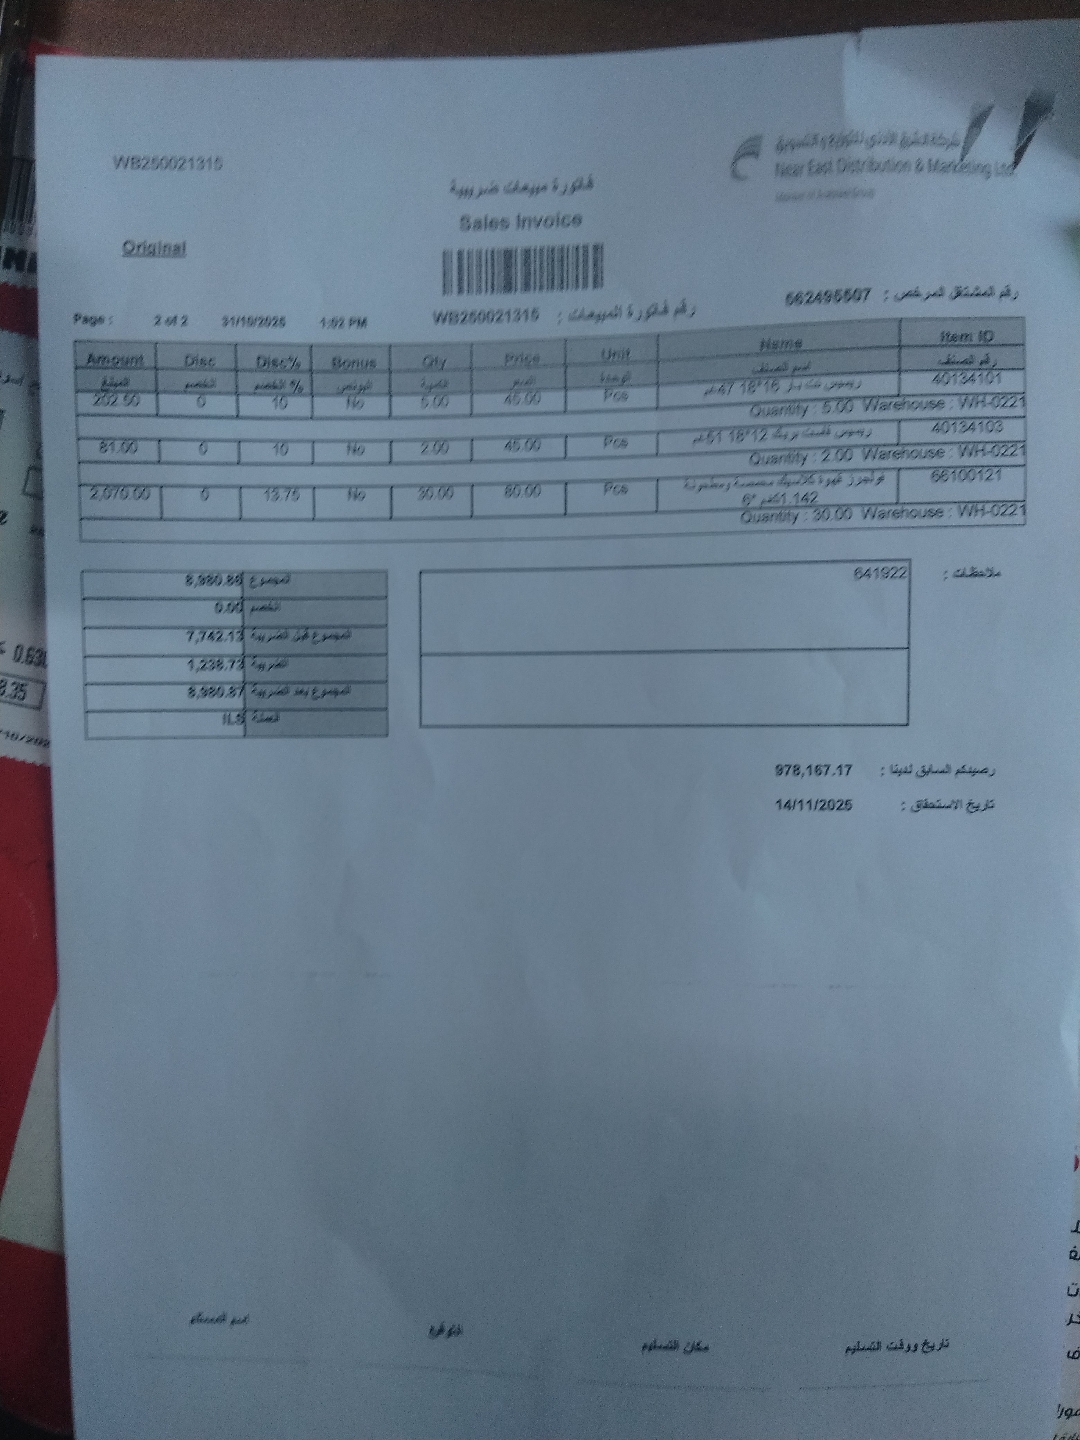 WB250021315
شركة الشرق الأدنى للتوزيع و التسويق
Near East Distribution & Marketing Ltd
فاتورة مبيعات ضريبية
Sales Invoice
Original
رقم المشتغل المرخص : 562495507
Page : 2 of 2 31/10/2025 1:02 PM WB250021315 رقم فاتورة المبيعات :
Amount Disc Disc% Bonus Qty Price Unit Name Item ID
المبلغ الخصم الخصم % البونص الكمية السعر الوحدة اسم الصنف رقم الصنف
202.50 0 10 No 5.00 45.00 Pcs 40134101
Quantity : 5.00 Warehouse : WH-0221
81.00 0 10 No 2.00 45.00 Pcs 40134103
Quantity : 2.00 Warehouse : WH-0221
2,070.00 0 13.75 No 30.00 80.00 Pcs 66100121
Quantity : 30.00 Warehouse : WH-0221
8,980.86 المجموع
0.00 الخصم
7,742.13 المجموع قبل الضريبة
1,238.73 الضريبة
8,980.87 المجموع بعد الضريبة
ILS العملة
ملاحظات : 641922
رصيدكم السابق لدينا : 978,167.17
تاريخ الاستحقاق : 14/11/2025
تاريخ ووقت التسليم مكان التسليم التوقيع اسم المستلم